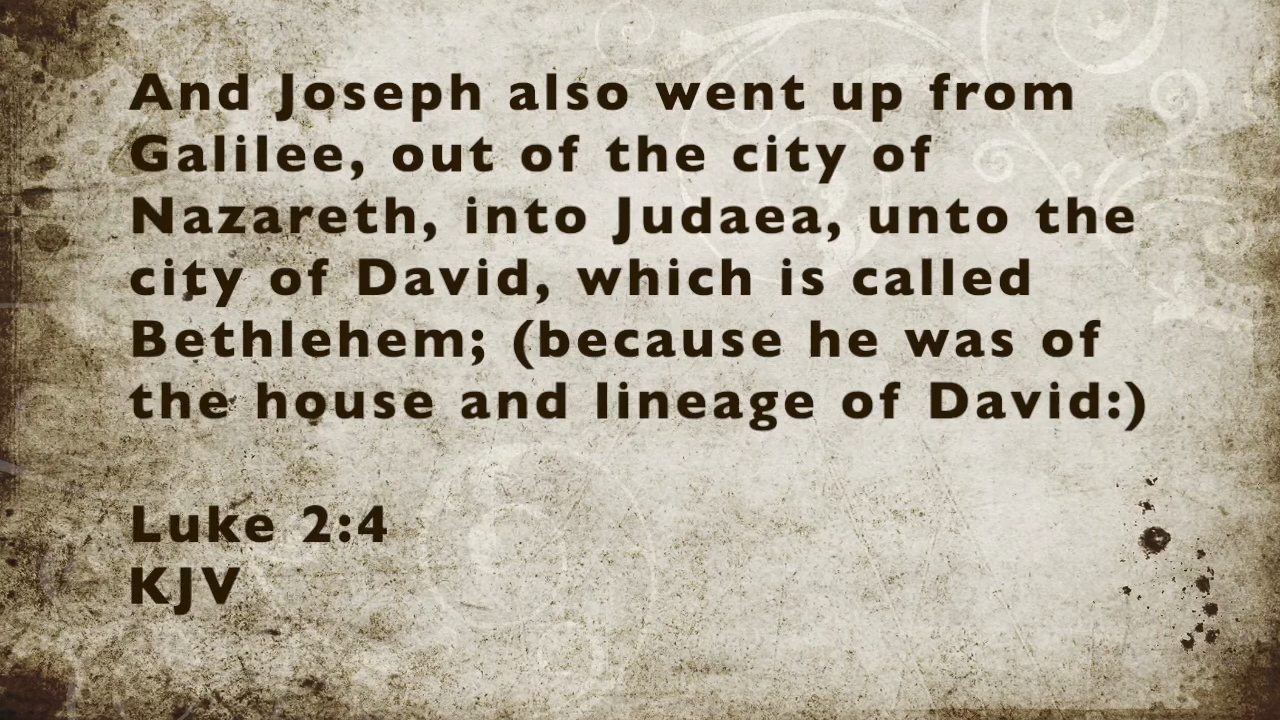 And Joseph also went up from
Galilee, out of the city of
Nazareth, into Judaea, unto the
city of David, which is called
Bethlehem; (because he was of
the house and lineage of David:)
Luke 2:4
KJV